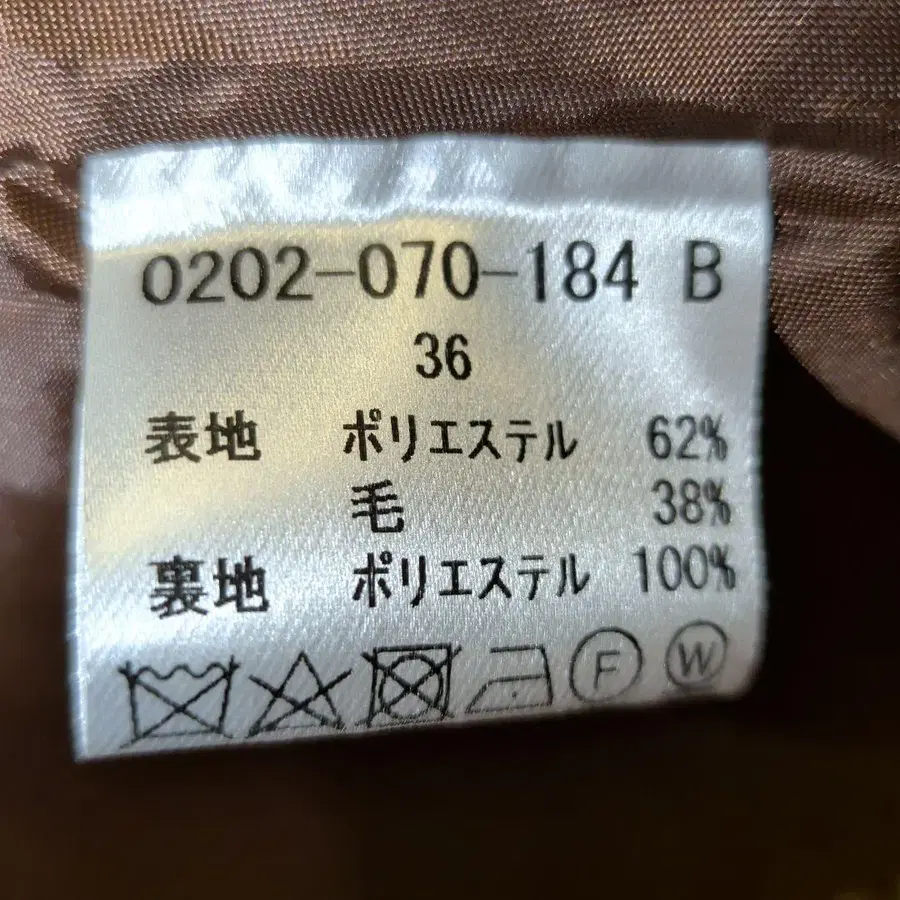 0202-070-184 B
36
表地 ポリエステル 62%
毛 38%
裏地 ポリエステル 100%
F W